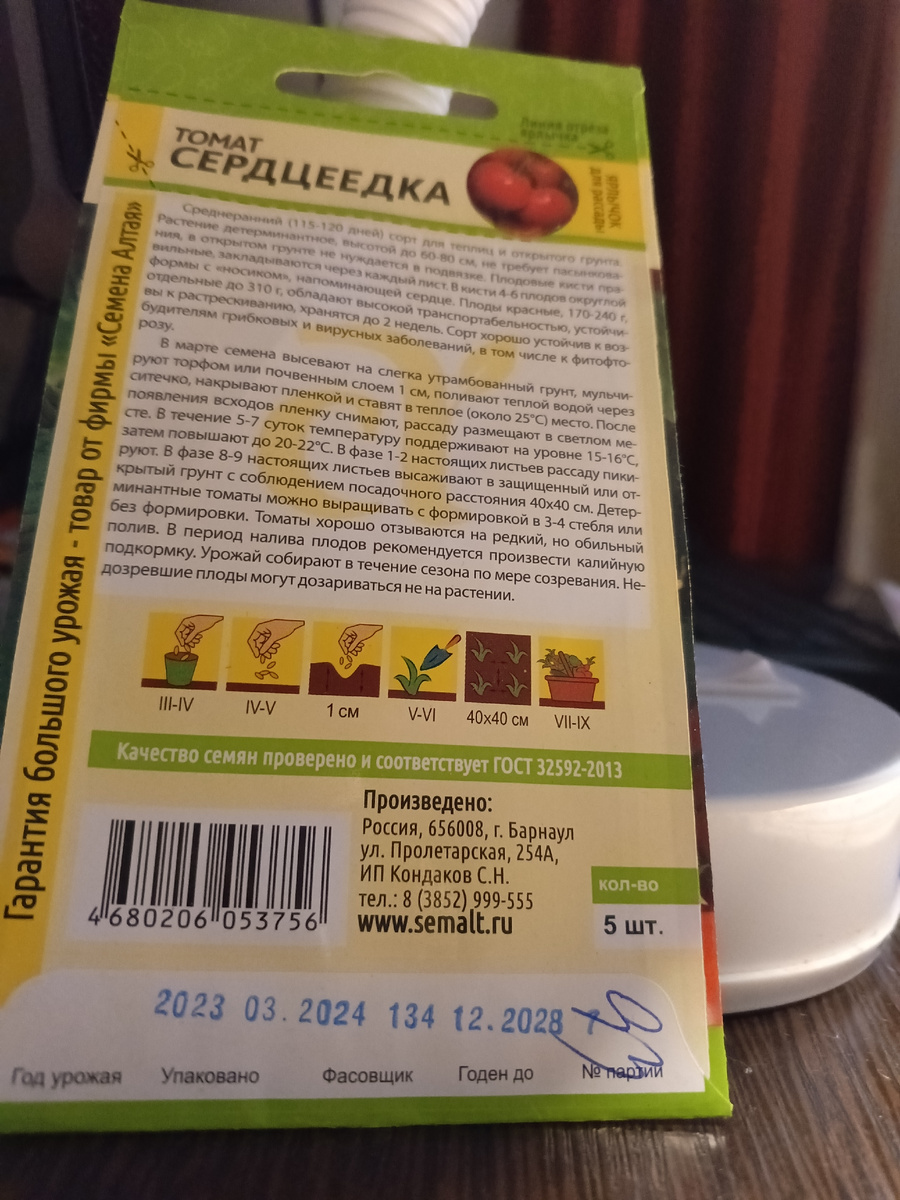 Линия отреза
ярлычка
ТОМАТ
СЕРДЦЕЕДКА
ЯРЛЫЧОК
для рассады
Гарантия большого урожая - товар от фирмы «Семена Алтая»
Среднеранний (115-120 дней) сорт для теплиц и открытого грунта.
Растение детерминантное, высотой до 60-80 см, не требует пасынкова-
ния, в открытом грунте не нуждается в подвязке. Плодовые кисти пра-
вильные, закладываются через каждый лист. В кисти 4-6 плодов округлой
формы с «носиком», напоминающей сердце. Плоды красные, 170-240 г,
отдельные до 310 г, обладают высокой транспортабельностью, устойчи-
вы к растрескиванию, хранятся до 2 недель. Сорт хорошо устойчив к воз-
будителям грибковых и вирусных заболеваний, в том числе к фитофто-
розу.
В марте семена высевают на слегка утрамбованный грунт, мульчи-
руют торфом или почвенным слоем 1 см, поливают теплой водой через
ситечко, накрывают пленкой и ставят в теплое (около 25°С) место. После
появления всходов пленку снимают, рассаду размещают в светлом ме-
сте. В течение 5-7 суток температуру поддерживают на уровне 15-16°С,
затем повышают до 20-22°С. В фазе 1-2 настоящих листьев рассаду пики-
руют. В фазе 8-9 настоящих листьев высаживают в защищенный или от-
крытый грунт с соблюдением посадочного расстояния 40х40 см. Детер-
минантные томаты можно выращивать с формировкой в 3-4 стебля или
без формировки. Томаты хорошо отзываются на редкий, но обильный
полив. В период налива плодов рекомендуется произвести калийную
подкормку. Урожай собирают в течение сезона по мере созревания. Не-
дозревшие плоды могут дозариваться не на растении.
III-IV IV-V 1 см V-VI 40х40 см VII-IX
Качество семян проверено и соответствует ГОСТ 32592-2013
Произведено:
Россия, 656008, г. Барнаул
ул. Пролетарская, 254А,
ИП Кондаков С.Н.
тел.: 8 (3852) 999-555
www.semalt.ru
4 680206 053756
кол-во
5 шт.
2023 03.2024 134 12.2028
Год урожая Упаковано Фасовщик Годен до № партии